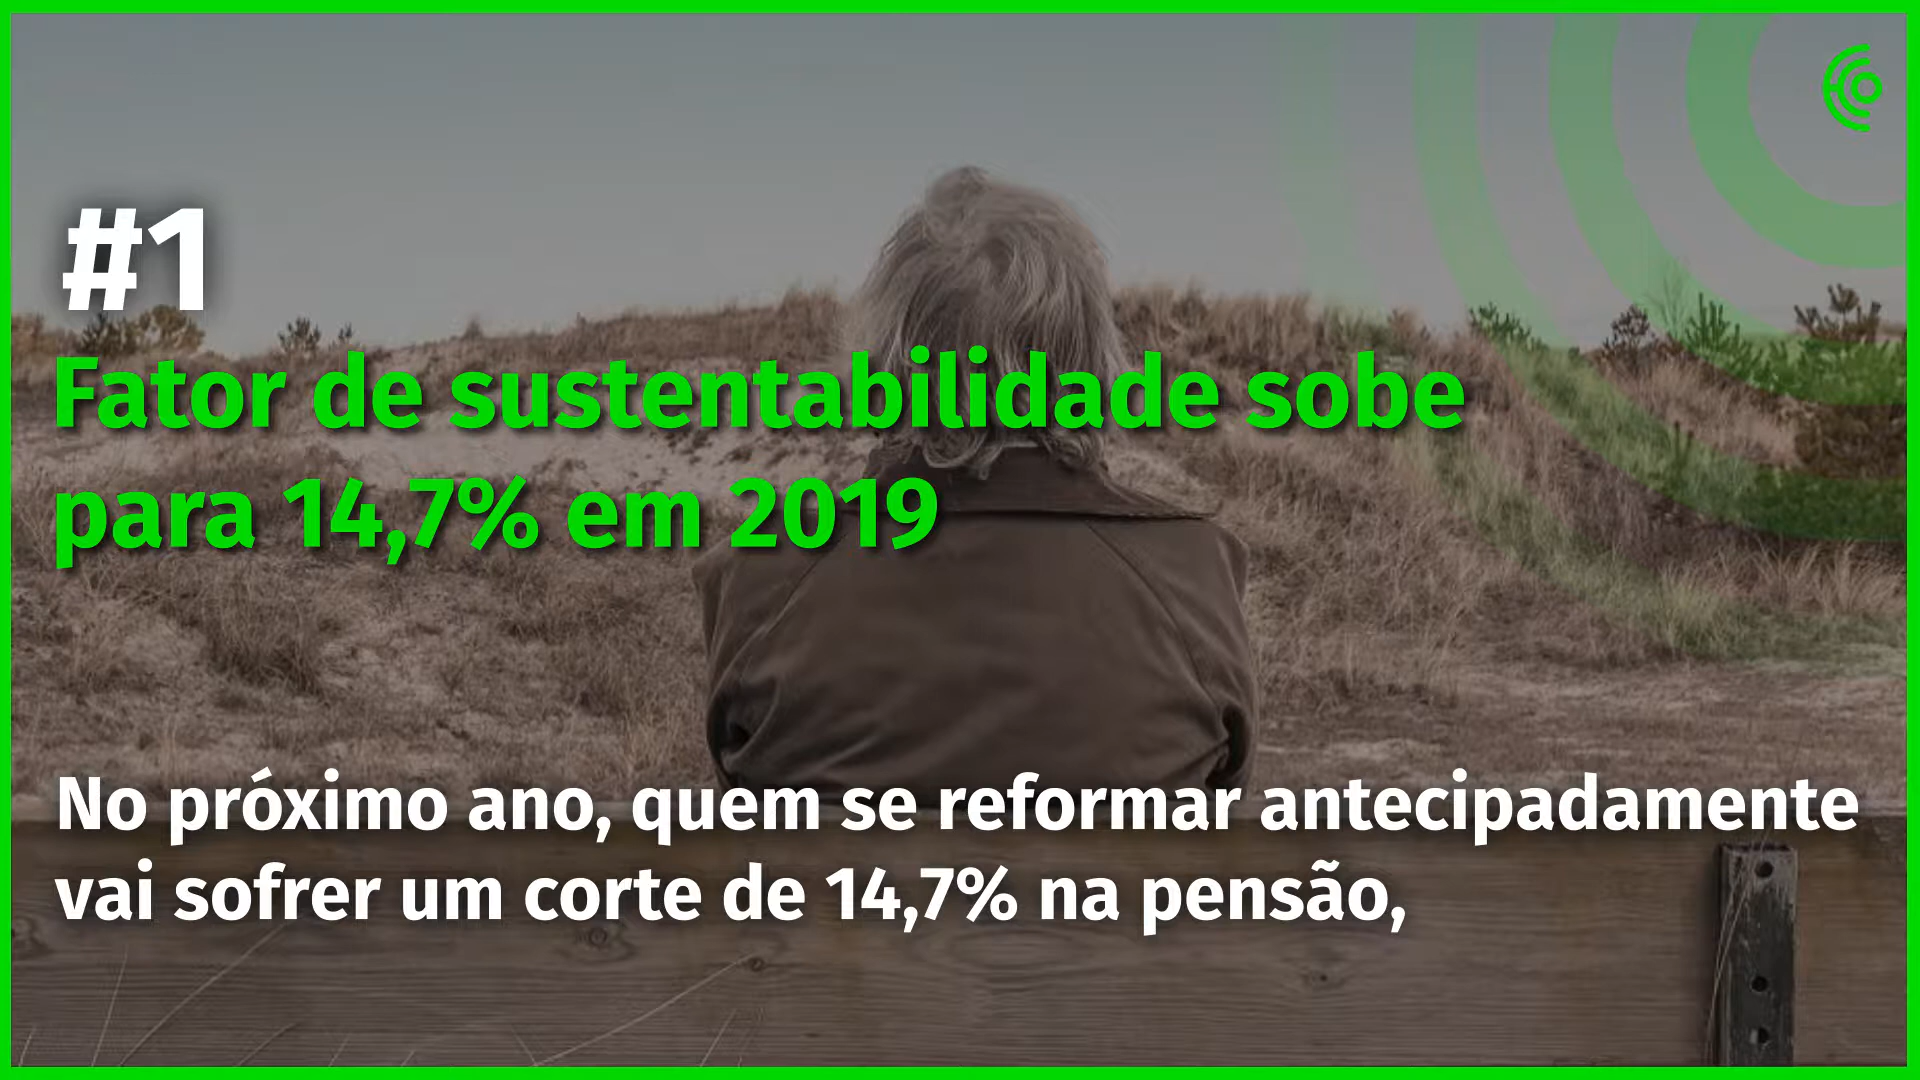 #1
Fator de sustentabilidade sobe
para 14,7% em 2019
No próximo ano, quem se reformar antecipadamente
vai sofrer um corte de 14,7% na pensão,